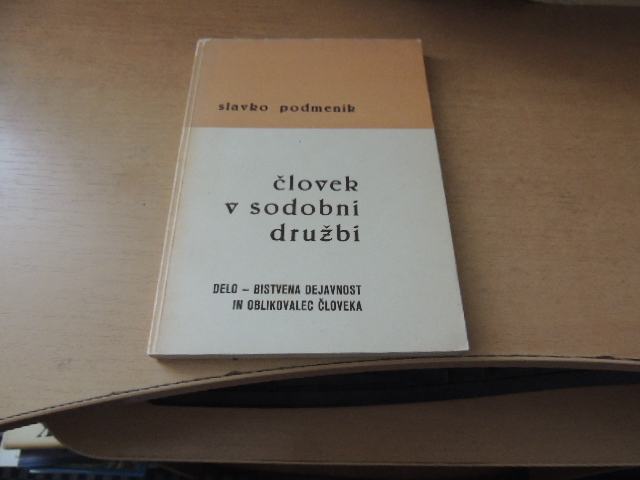 slavko podmenik
človek
v sodobni
družbi
DELO – BISTVENA DEJAVNOST
IN OBLIKOVALEC ČLOVEKA